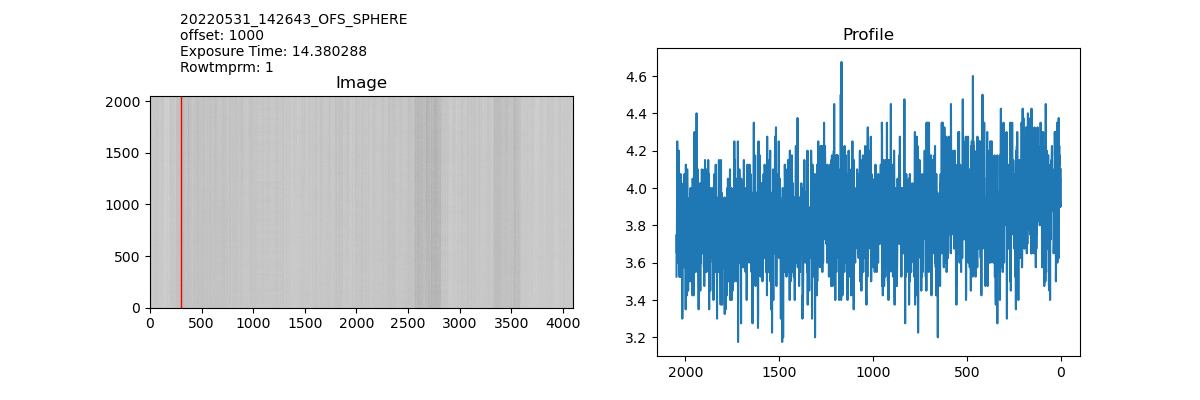 20220531_142643_OFS_SPHERE
offset: 1000
Exposure Time: 14.380288
Rowtmprm: 1
Image
2000
1500
1000
500
0
0 500 1000 1500 2000 2500 3000 3500 4000
Profile
4.6
4.4
4.2
4.0
3.8
3.6
3.4
3.2
2000 1500 1000 500 0